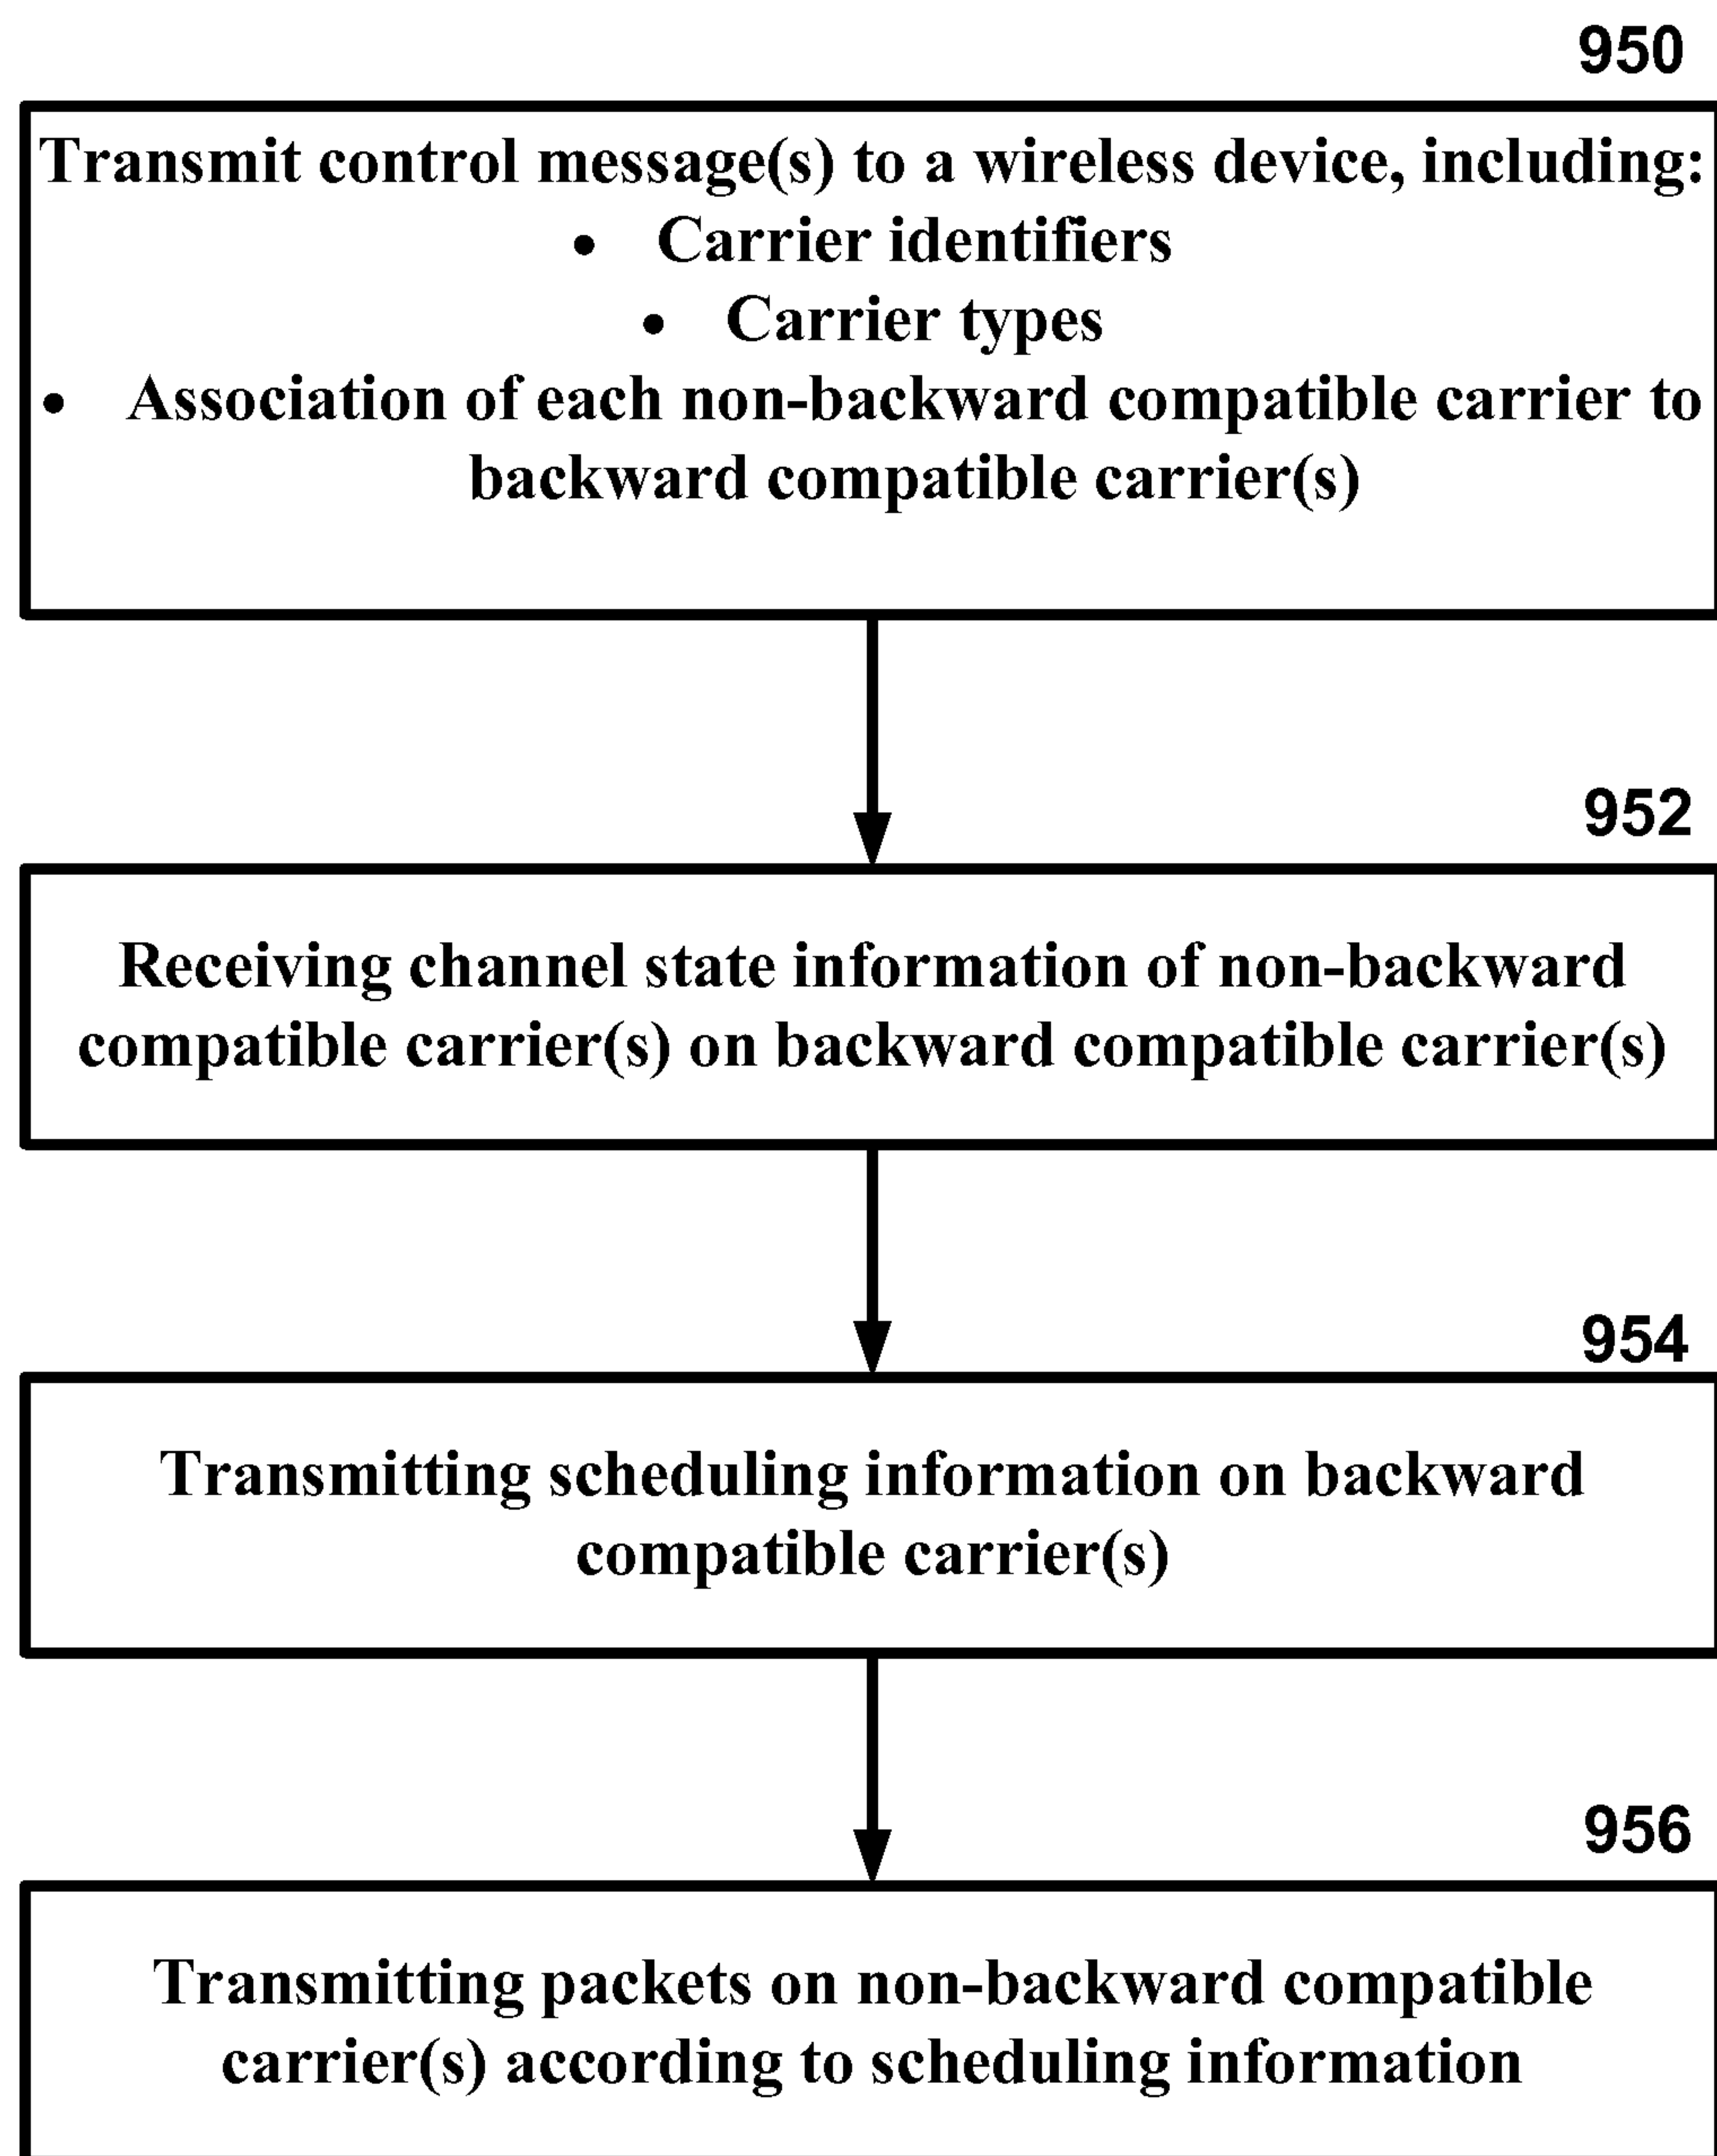 950
Transmit control message(s) to a wireless device, including:
• Carrier identifiers
• Carrier types
• Association of each non-backward compatible carrier to
backward compatible carrier(s)
952
Receiving channel state information of non-backward
compatible carrier(s) on backward compatible carrier(s)
954
Transmitting scheduling information on backward
compatible carrier(s)
956
Transmitting packets on non-backward compatible
carrier(s) according to scheduling information